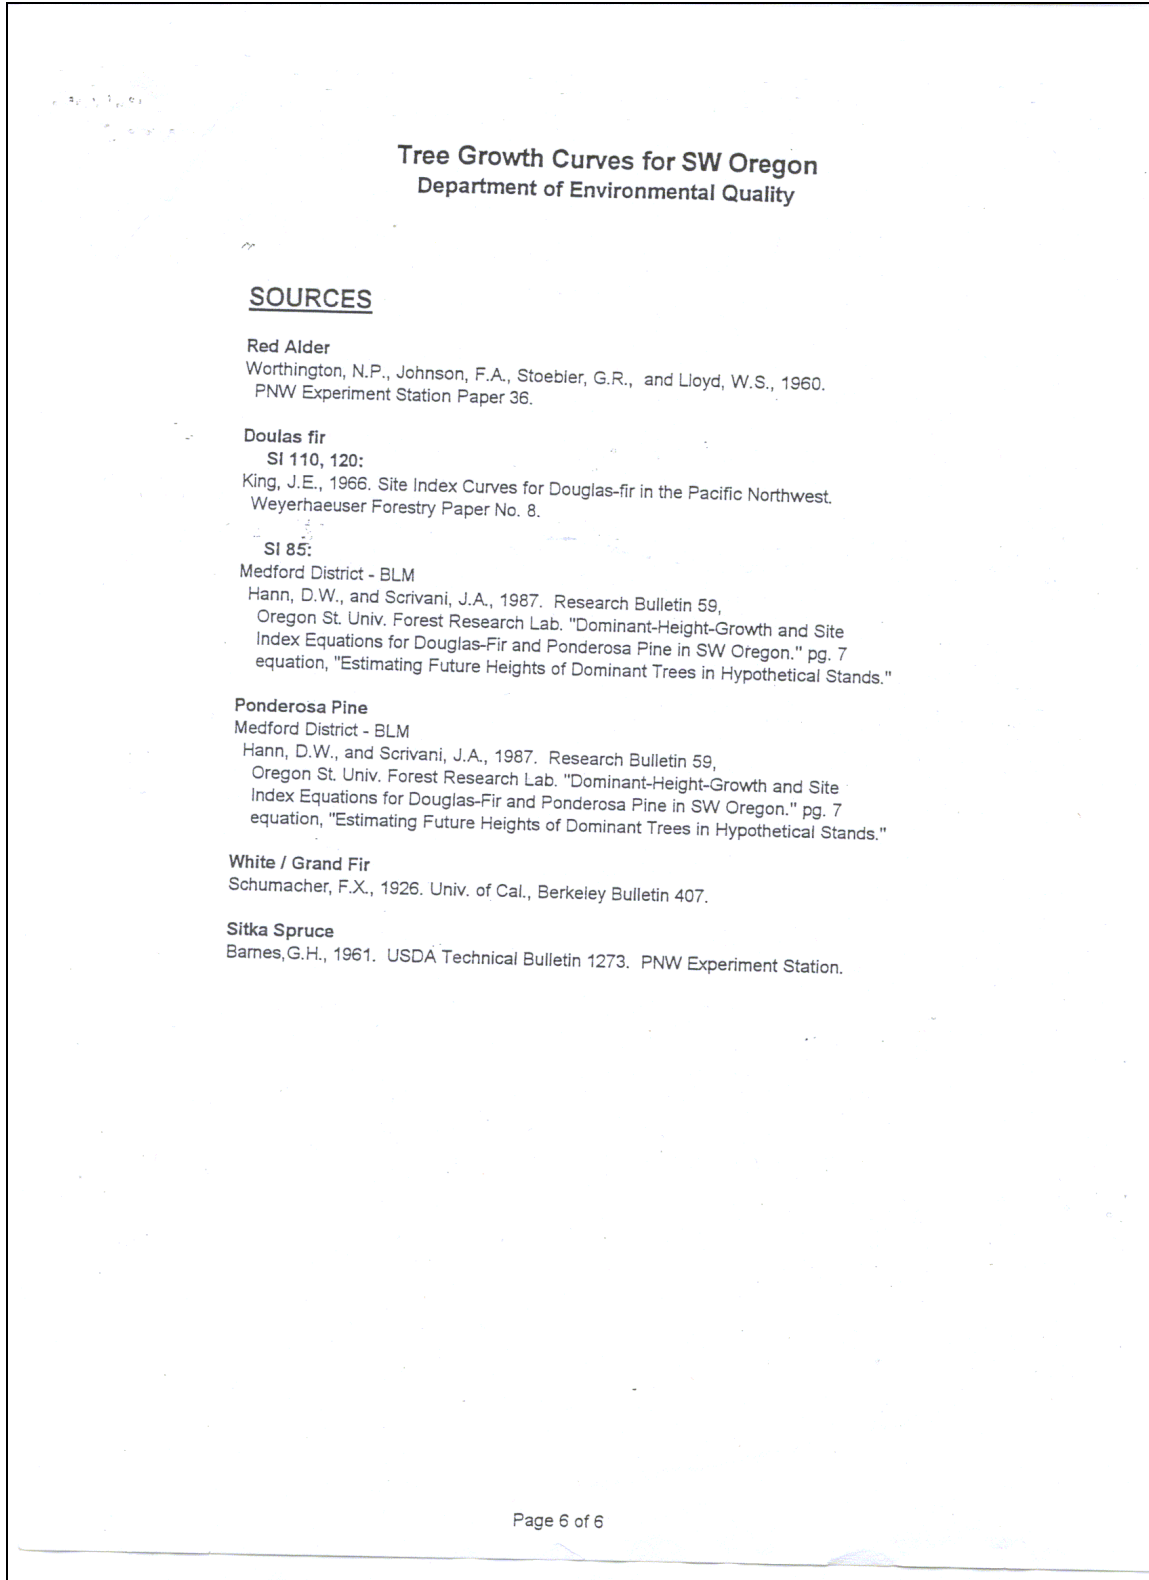 Tree Growth Curves for SW Oregon
Department of Environmental Quality
SOURCES
Red Alder
Worthington, N.P., Johnson, F.A., Stoebler, G.R., and Lloyd, W.S., 1960.
PNW Experiment Station Paper 36.
Doulas fir
SI 110, 120:
King, J.E., 1966. Site Index Curves for Douglas-fir in the Pacific Northwest.
Weyerhaeuser Forestry Paper No. 8.
SI 85:
Medford District - BLM
Hann, D.W., and Scrivani, J.A., 1987. Research Bulletin 59,
Oregon St. Univ. Forest Research Lab. "Dominant-Height-Growth and Site
Index Equations for Douglas-Fir and Ponderosa Pine in SW Oregon." pg. 7
equation, "Estimating Future Heights of Dominant Trees in Hypothetical Stands."
Ponderosa Pine
Medford District - BLM
Hann, D.W., and Scrivani, J.A., 1987. Research Bulletin 59,
Oregon St. Univ. Forest Research Lab. "Dominant-Height-Growth and Site
Index Equations for Douglas-Fir and Ponderosa Pine in SW Oregon." pg. 7
equation, "Estimating Future Heights of Dominant Trees in Hypothetical Stands."
White / Grand Fir
Schumacher, F.X., 1926. Univ. of Cal., Berkeley Bulletin 407.
Sitka Spruce
Barnes,G.H., 1961. USDA Technical Bulletin 1273. PNW Experiment Station.
Page 6 of 6